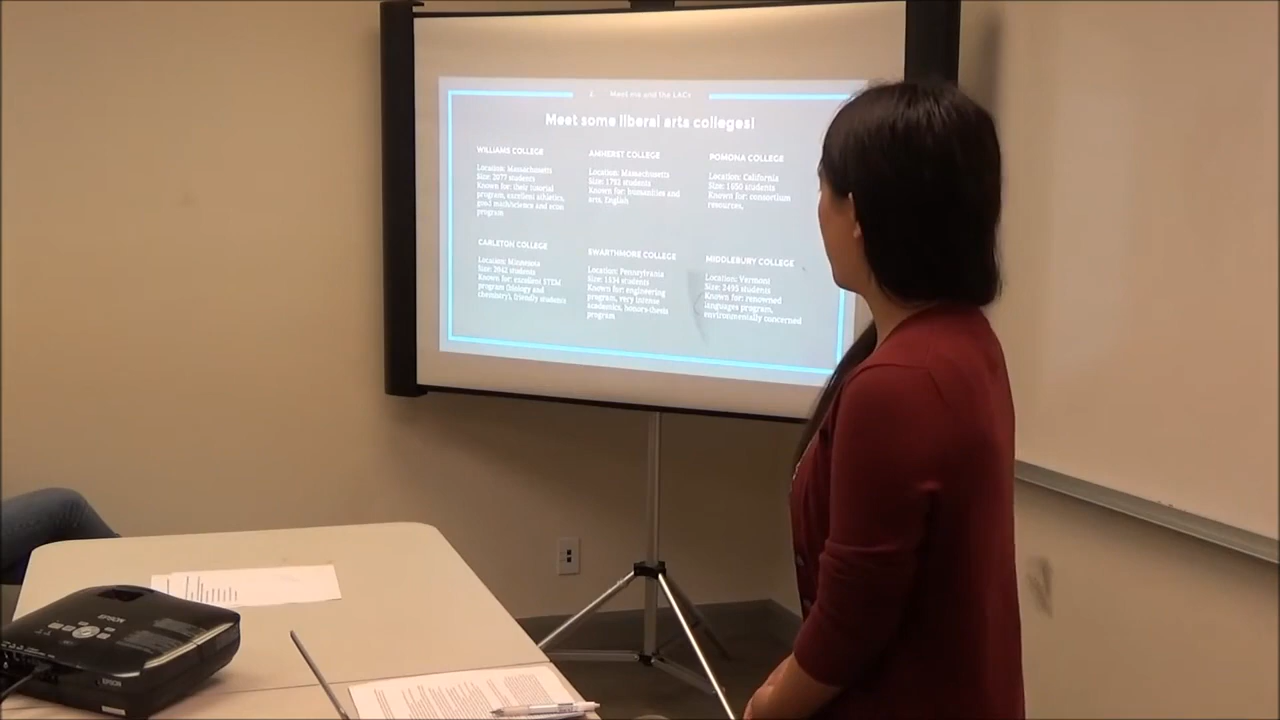 Meet me and the LACs
Meet some liberal arts colleges!
WILLIAMS COLLEGE
Location: Massachusetts
Size: 2077 students
Known for: their tutorial
program, excellent athletics,
good math/science and econ
program
AMHERST COLLEGE
Location: Massachusetts
Size: 1792 students
Known for: humanities and
arts, English
POMONA COLLEGE
Location: California
Size: 1650 students
Known for: consortium
resources,
CARLETON COLLEGE
Location: Minnesota
Size: 2042 students
Known for: excellent STEM
program (biology and
chemistry), friendly students
SWARTHMORE COLLEGE
Location: Pennsylvania
Size: 1534 students
Known for: engineering
program, very intense
academics, honors thesis
program
MIDDLEBURY COLLEGE
Location: Vermont
Size: 2495 students
Known for: renowned
languages program,
environmentally concerned
EPSON
EPSON